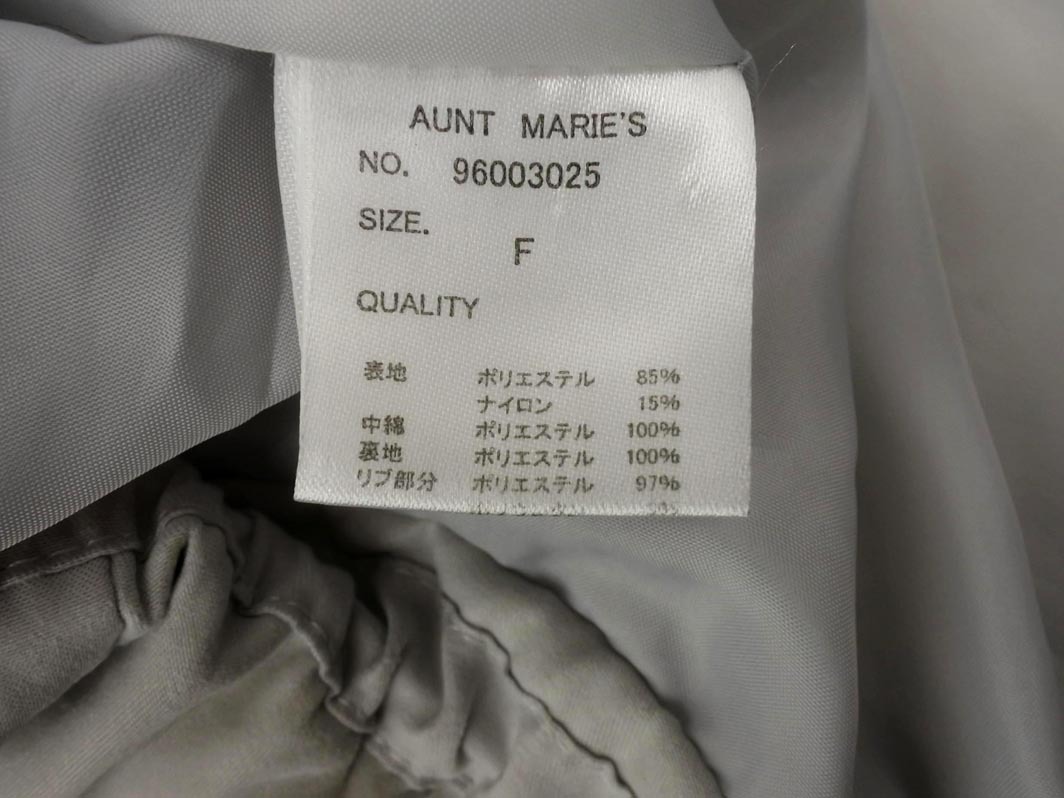 AUNT MARIE'S
NO. 96003025
SIZE.
F
QUALITY
表地 ポリエステル 85%
ナイロン 15%
中綿 ポリエステル 100%
裏地 ポリエステル 100%
リブ部分 ポリエステル 97%